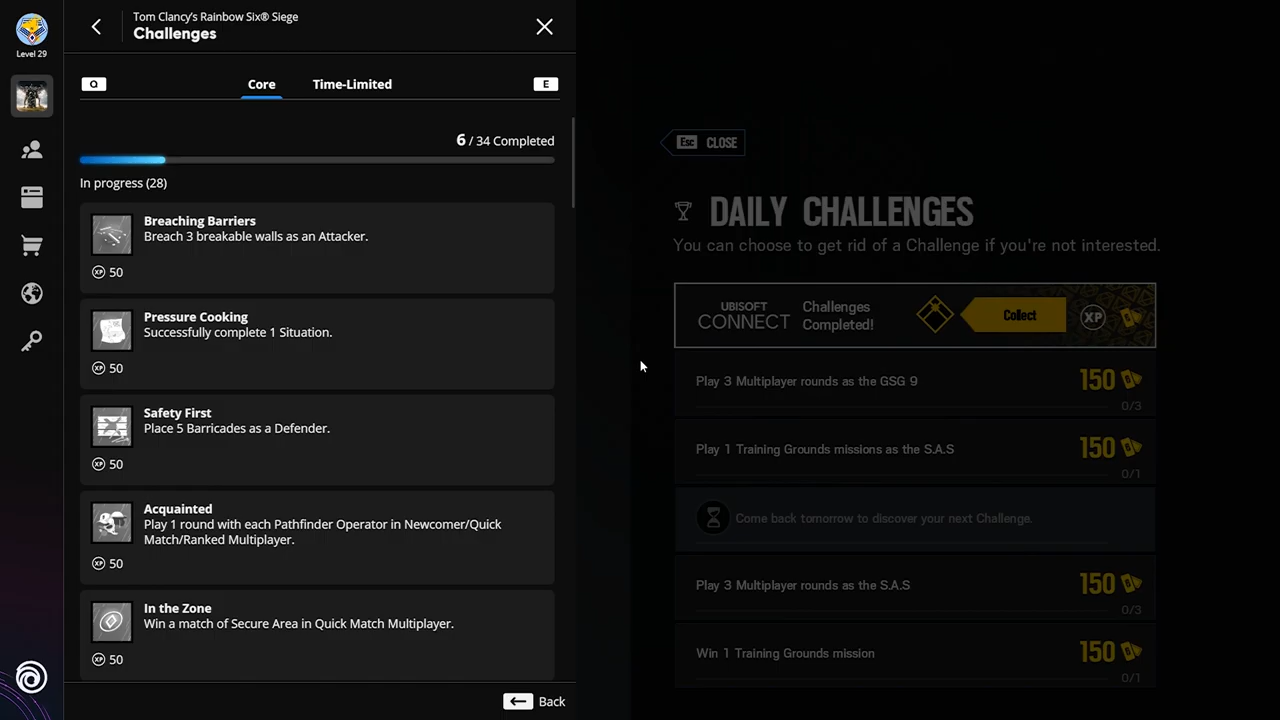 Level 29
Tom Clancy's Rainbow Six® Siege
Challenges
Q
Core
Time-Limited
E
6 / 34 Completed
In progress (28)
Breaching Barriers
Breach 3 breakable walls as an Attacker.
XP 50
Pressure Cooking
Successfully complete 1 Situation.
XP 50
Safety First
Place 5 Barricades as a Defender.
XP 50
Acquainted
Play 1 round with each Pathfinder Operator in Newcomer/Quick
Match/Ranked Multiplayer.
XP 50
In the Zone
Win a match of Secure Area in Quick Match Multiplayer.
XP 50
Back
Esc CLOSE
DAILY CHALLENGES
You can choose to get rid of a Challenge if you're not interested.
UBISOFT
CONNECT
Challenges
Completed!
Collect
XP
Play 3 Multiplayer rounds as the GSG 9
150
0/3
Play 1 Training Grounds missions as the S.A.S
150
0/1
Come back tomorrow to discover your next Challenge.
Play 3 Multiplayer rounds as the S.A.S
150
0/3
Win 1 Training Grounds mission
150
0/1